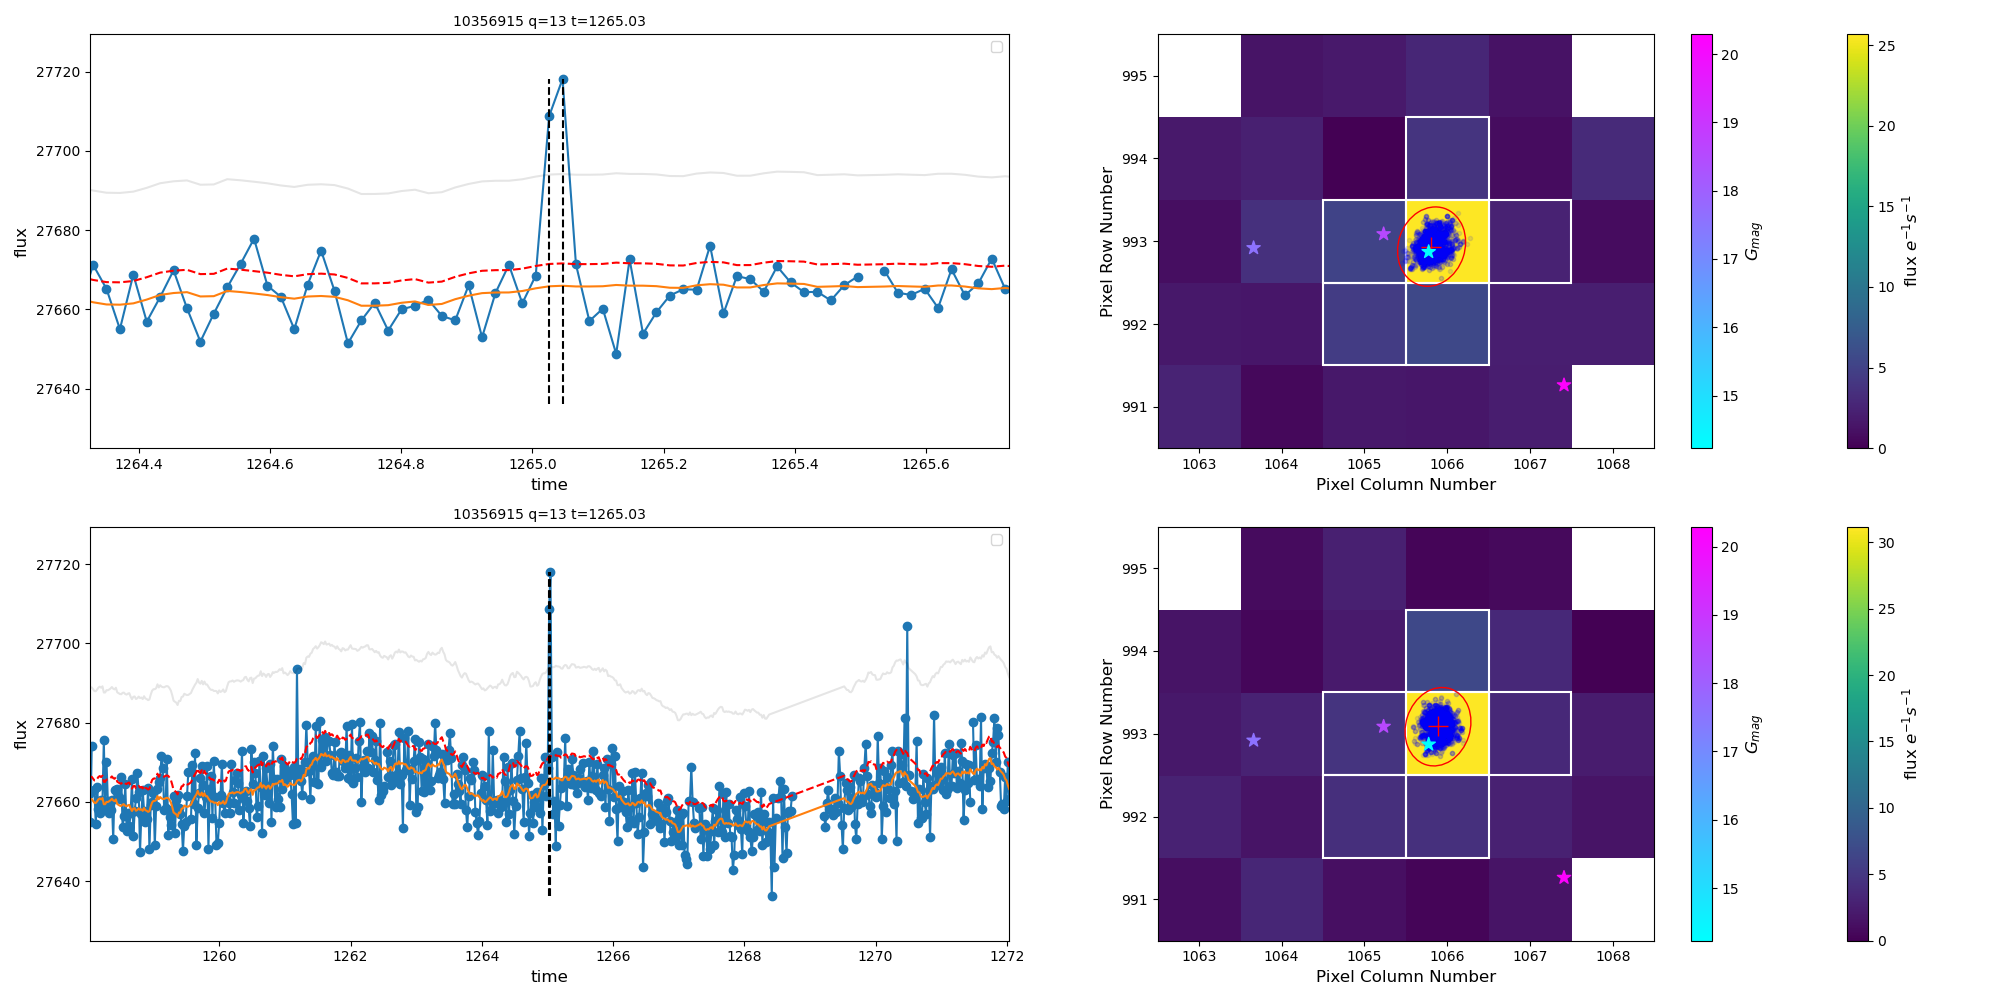 10356915 q=13 t=1265.03
flux
27720
27700
27680
27660
27640
1264.4 1264.6 1264.8 1265.0 1265.2 1265.4 1265.6
time
Pixel Row Number
995
994
993
992
991
1063 1064 1065 1066 1067 1068
Pixel Column Number
20
19
18
17
16
15
G_mag
25
20
15
10
5
0
flux e⁻¹s⁻¹
10356915 q=13 t=1265.03
flux
27720
27700
27680
27660
27640
1260 1262 1264 1266 1268 1270 1272
time
Pixel Row Number
995
994
993
992
991
1063 1064 1065 1066 1067 1068
Pixel Column Number
20
19
18
17
16
15
G_mag
30
25
20
15
10
5
0
flux e⁻¹s⁻¹